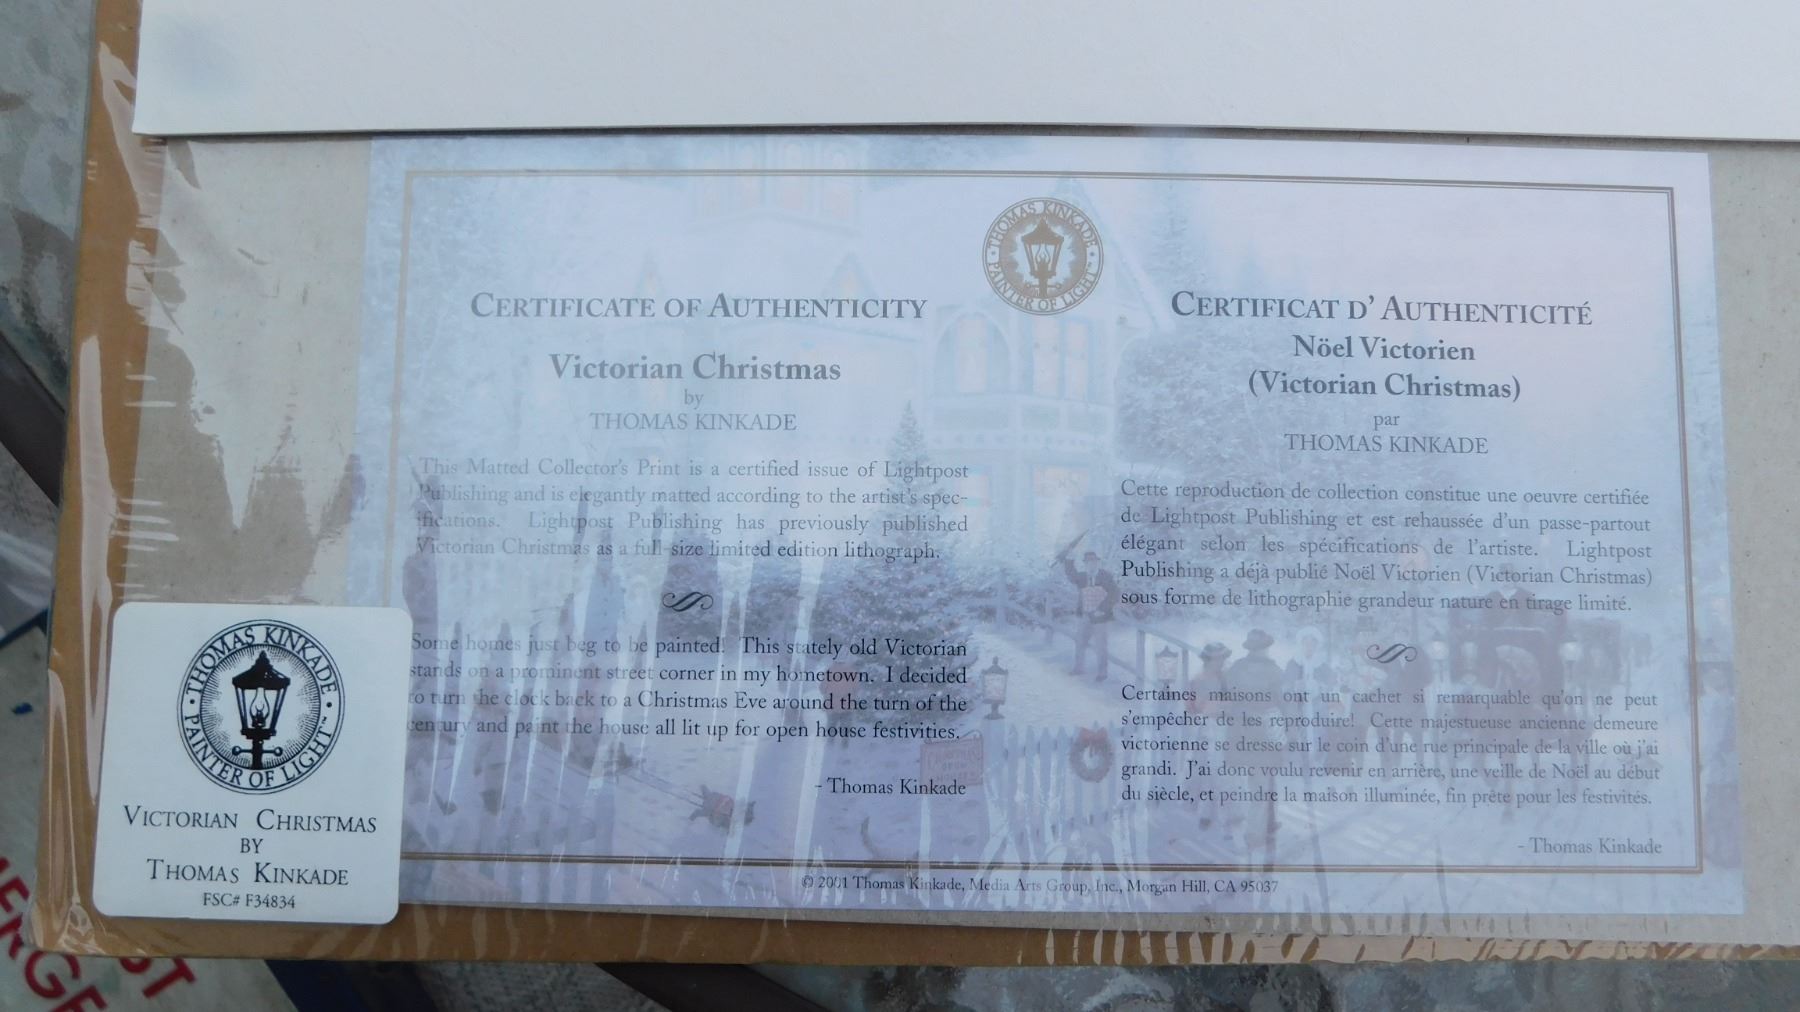 THOMAS KINKADE
PAINTER OF LIGHT™
CERTIFICATE OF AUTHENTICITY
Victorian Christmas
by
THOMAS KINKADE
This Matted Collector's Print is a certified issue of Lightpost
Publishing and is elegantly matted according to the artist's spec-
ifications. Lightpost Publishing has previously published
Victorian Christmas as a full-size limited edition lithograph.
Some homes just beg to be painted! This stately old Victorian
stands on a prominent street corner in my hometown. I decided
to turn the clock back to a Christmas Eve around the turn of the
century and paint the house all lit up for open house festivities.
- Thomas Kinkade
CERTIFICAT D' AUTHENTICITÉ
Nöel Victorien
(Victorian Christmas)
par
THOMAS KINKADE
Cette reproduction de collection constitue une oeuvre certifiée
de Lightpost Publishing et est rehaussée d'un passe-partout
élégant selon les spécifications de l'artiste. Lightpost
Publishing a déjà publié Noël Victorien (Victorian Christmas)
sous forme de lithographie grandeur nature en tirage limité.
Certaines maisons ont un cachet si remarquable qu'on ne peut
s'empêcher de les reproduire! Cette majestueuse ancienne demeure
victorienne se dresse sur le coin d'une rue principale de la ville où j'ai
grandi. J'ai donc voulu revenir en arrière, une veille de Noël au début
du siècle, et peindre la maison illuminée, fin prête pour les festivités.
- Thomas Kinkade
© 2001 Thomas Kinkade, Media Arts Group, Inc., Morgan Hill, CA 95037
THOMAS KINKADE
PAINTER OF LIGHT™
VICTORIAN CHRISTMAS
BY
THOMAS KINKADE
FSC# F34834